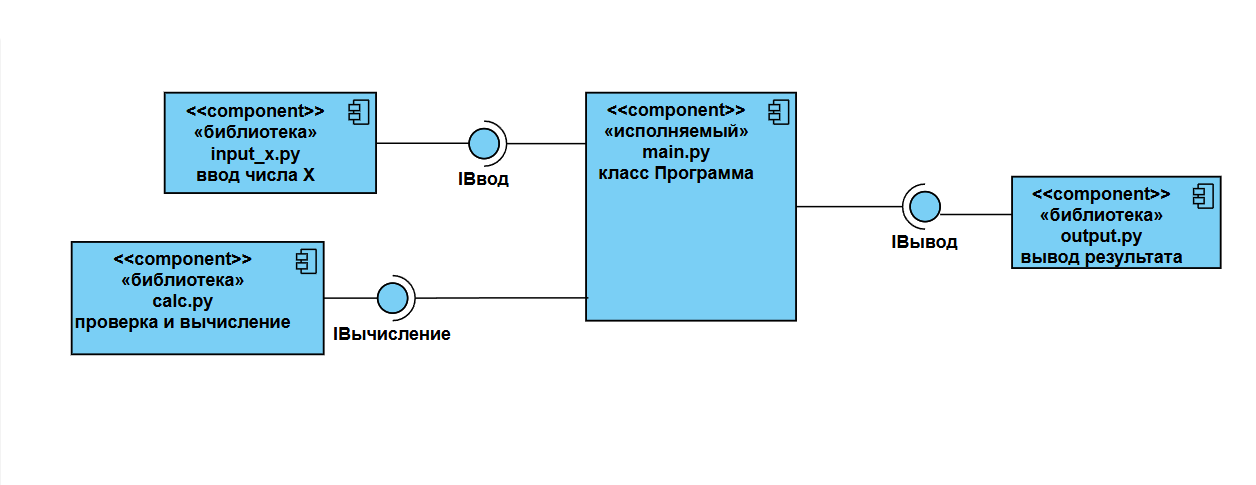 <<component>>
«библиотека»
input_x.py
ввод числа X
IВвод
<<component>>
«исполняемый»
main.py
класс Программа
<<component>>
«библиотека»
output.py
вывод результата
IВывод
<<component>>
«библиотека»
calc.py
проверка и вычисление
IВычисление